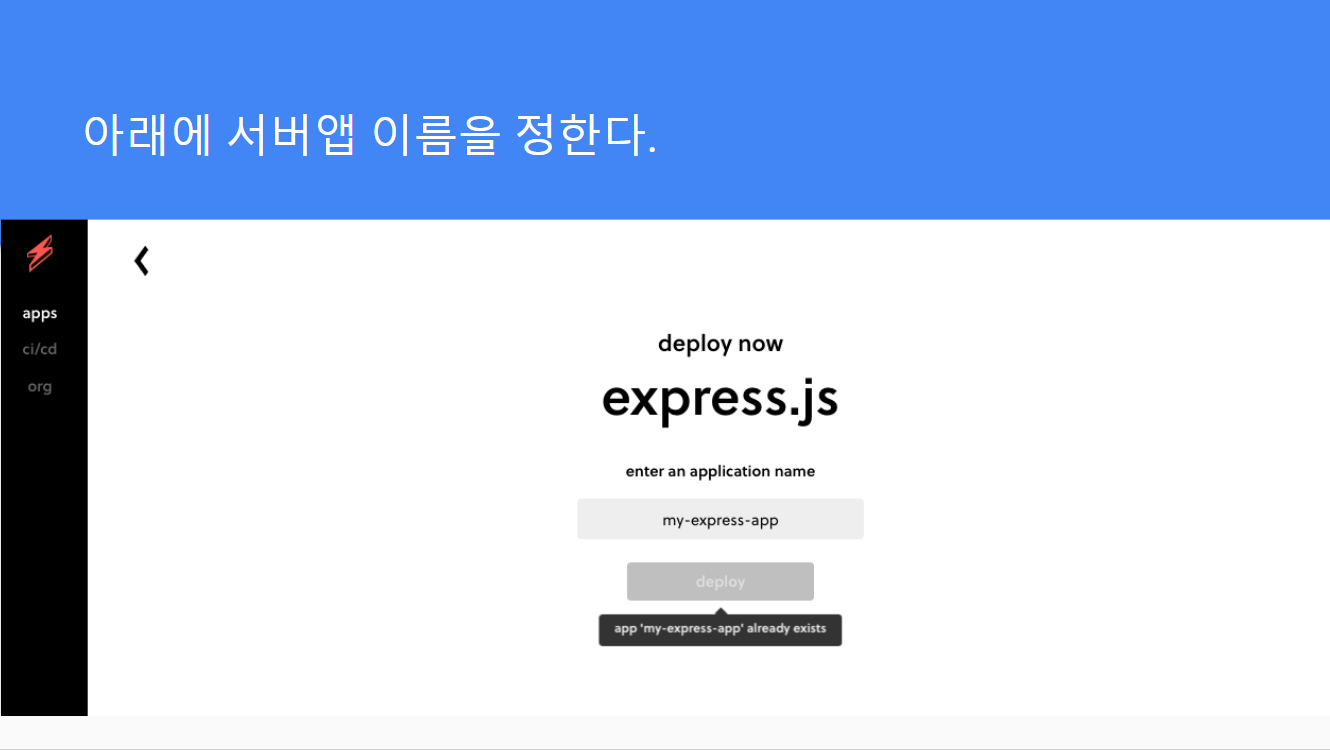 아래에 서버앱 이름을 정한다.
apps
ci/cd
org
deploy now
express.js
enter an application name
my-express-app
deploy
app 'my-express-app' already exists